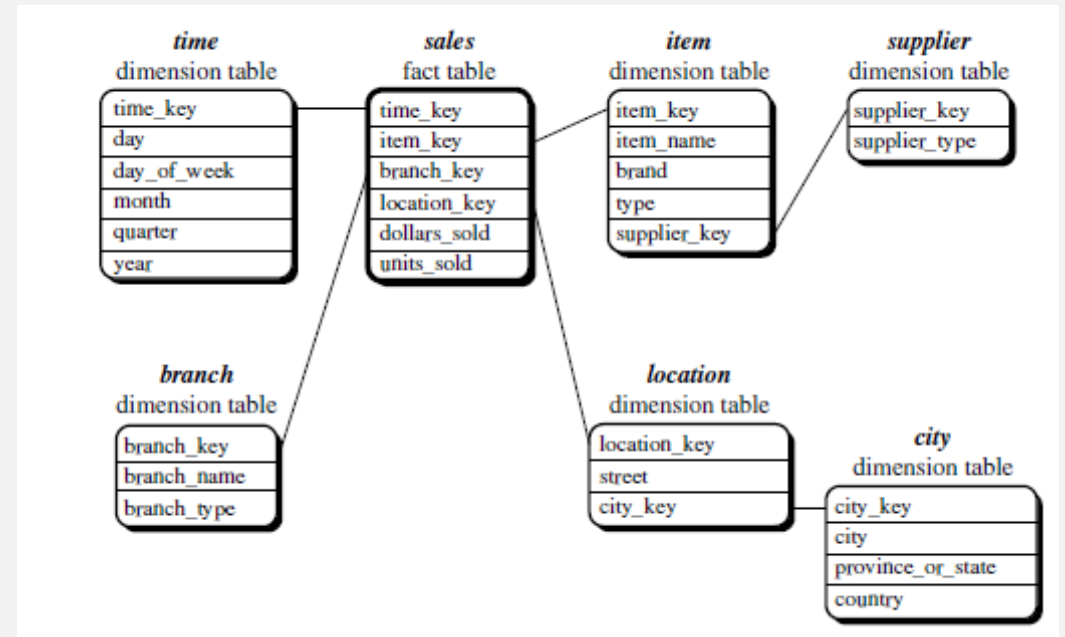 time
dimension table
time_key
day
day_of_week
month
quarter
year
sales
fact table
time_key
item_key
branch_key
location_key
dollars_sold
units_sold
item
dimension table
item_key
item_name
brand
type
supplier_key
supplier
dimension table
supplier_key
supplier_type
branch
dimension table
branch_key
branch_name
branch_type
location
dimension table
location_key
street
city_key
city
dimension table
city_key
city
province_or_state
country